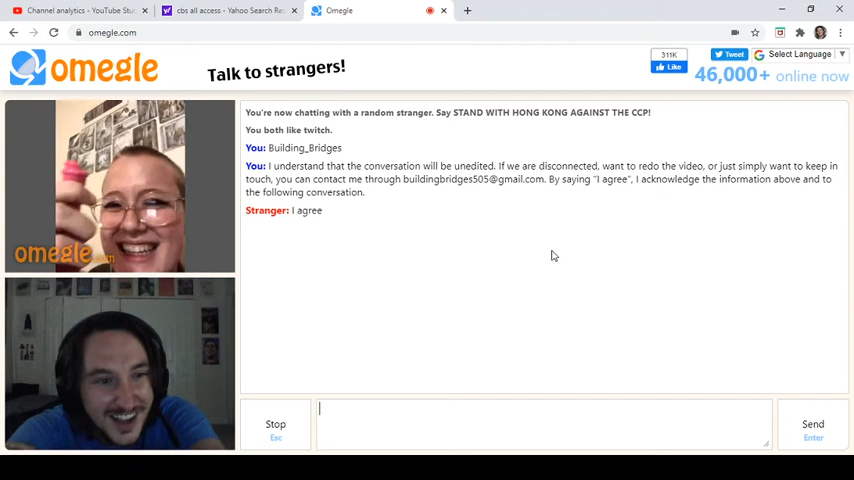 Channel analytics - YouTube Stu
cbs all access - Yahoo Search Re
Omegle
omegle.com
omegle
Talk to strangers!
311K
Like
Tweet
Select Language
46,000+ online now
You're now chatting with a random stranger. Say STAND WITH HONG KONG AGAINST THE CCP!
You both like twitch.
You: Building_Bridges
You: I understand that the conversation will be unedited. If we are disconnected, want to redo the video, or just simply want to keep in
touch, you can contact me through buildingbridges505@gmail.com. By saying "I agree", I acknowledge the information above and to
the following conversation.
Stranger: I agree
omegle.com
Stop
Esc
Send
Enter